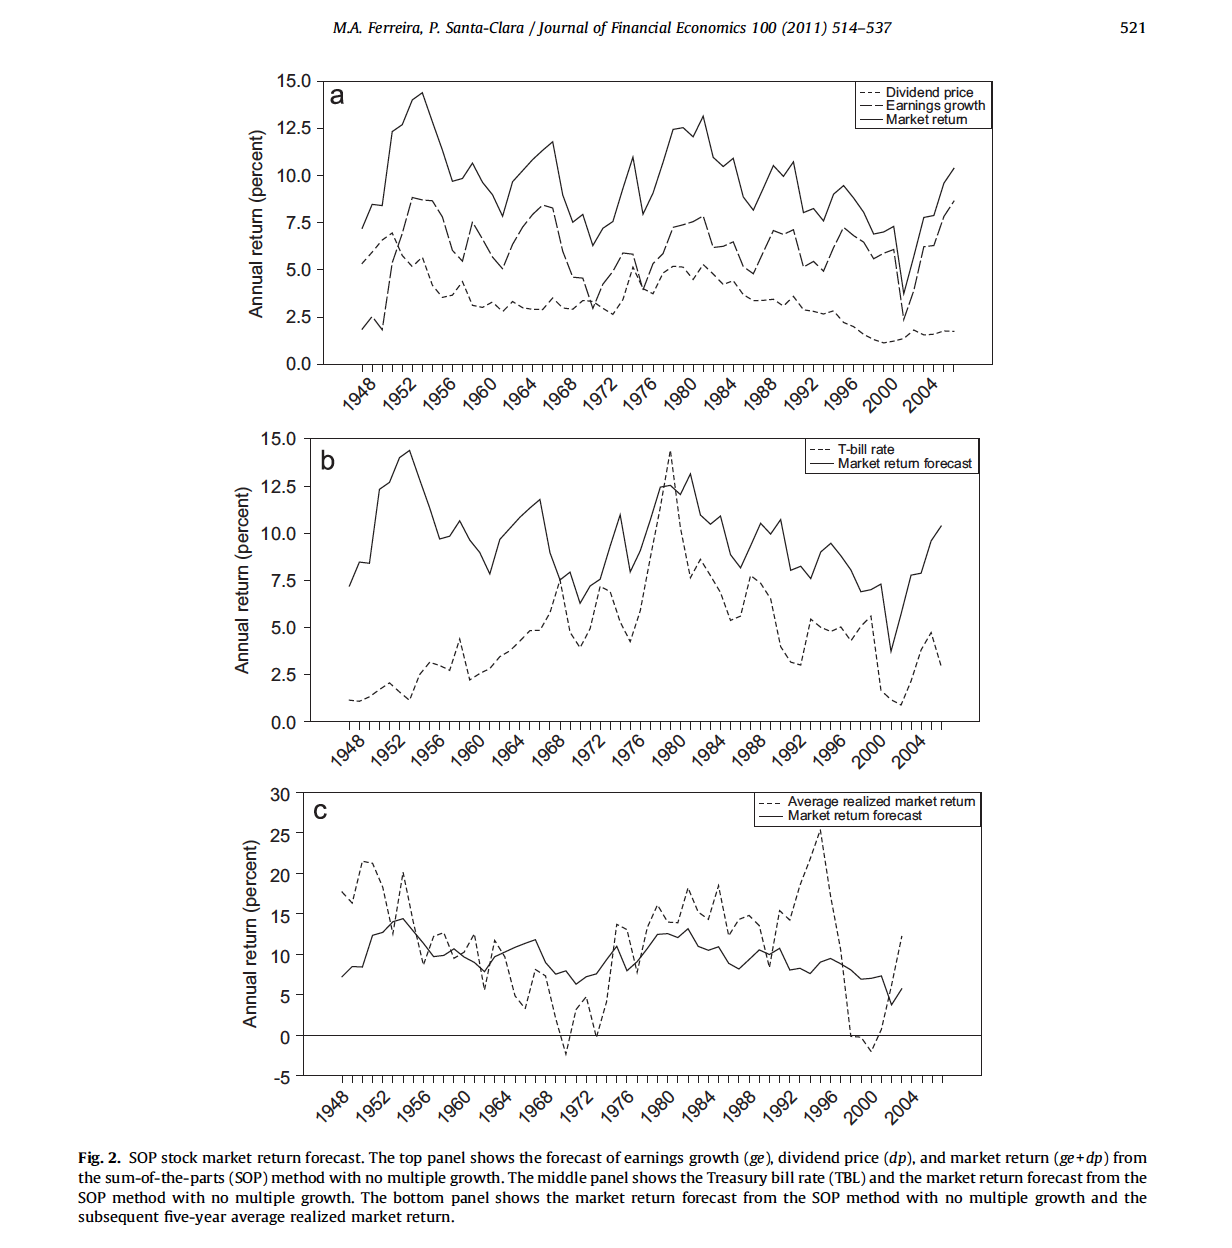 M.A. Ferreira, P. Santa-Clara / Journal of Financial Economics 100 (2011) 514–537
521
a
Annual return (percent)
15.0
12.5
10.0
7.5
5.0
2.5
0.0
Dividend price
Earnings growth
Market return
1948 1952 1956 1960 1964 1968 1972 1976 1980 1984 1988 1992 1996 2000 2004
b
Annual return (percent)
15.0
12.5
10.0
7.5
5.0
2.5
0.0
T-bill rate
Market return forecast
1948 1952 1956 1960 1964 1968 1972 1976 1980 1984 1988 1992 1996 2000 2004
c
Annual return (percent)
30
25
20
15
10
5
0
-5
Average realized market return
Market return forecast
1948 1952 1956 1960 1964 1968 1972 1976 1980 1984 1988 1992 1996 2000 2004
Fig. 2. SOP stock market return forecast. The top panel shows the forecast of earnings growth (ge), dividend price (dp), and market return (ge+dp) from
the sum-of-the-parts (SOP) method with no multiple growth. The middle panel shows the Treasury bill rate (TBL) and the market return forecast from the
SOP method with no multiple growth. The bottom panel shows the market return forecast from the SOP method with no multiple growth and the
subsequent five-year average realized market return.